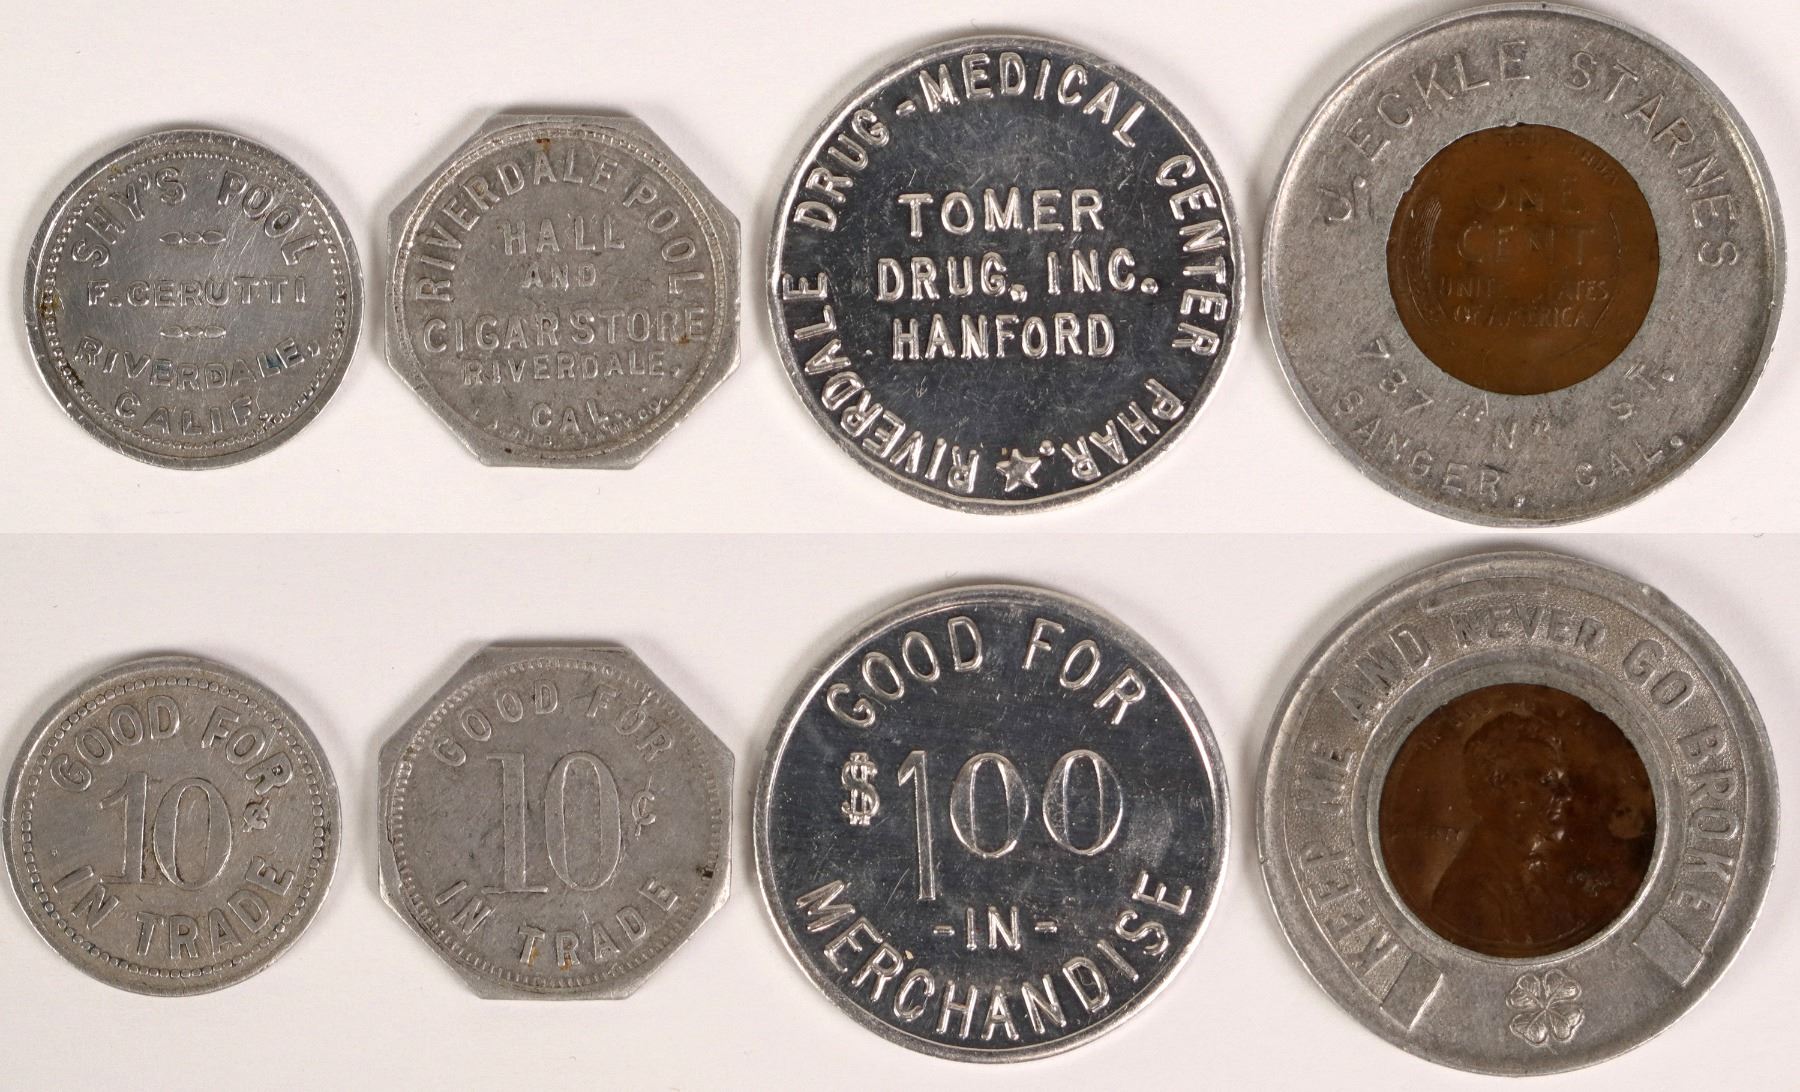 SHY'S POOL
F. CERUTTI
RIVERDALE,
CALIF.
RIVERDALE POOL
HALL
AND
CIGAR STORE
RIVERDALE,
CAL.
RIVERDALE DRUG-MEDICAL CENTER PHAR.
TOMER
DRUG, INC.
HANFORD
J. ECKLE STARNES
ONE
CENT
UNITED STATES
OF AMERICA
737 "N" ST.
SANGER, CAL.
GOOD FOR
10¢
IN TRADE
GOOD FOR
10¢
IN TRADE
GOOD FOR
$100
-IN-
MERCHANDISE
KEEP ME AND NEVER GO BROKE
LIBERTY